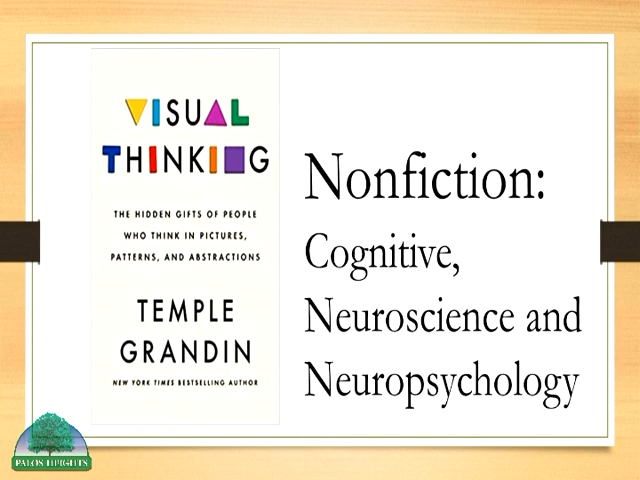 VISUAL
THINKING
THE HIDDEN GIFTS OF PEOPLE
WHO THINK IN PICTURES,
PATTERNS, AND ABSTRACTIONS
TEMPLE
GRANDIN
NEW YORK TIMES BESTSELLING AUTHOR
Nonfiction:
Cognitive,
Neuroscience and
Neuropsychology
PALOS HEIGHTS